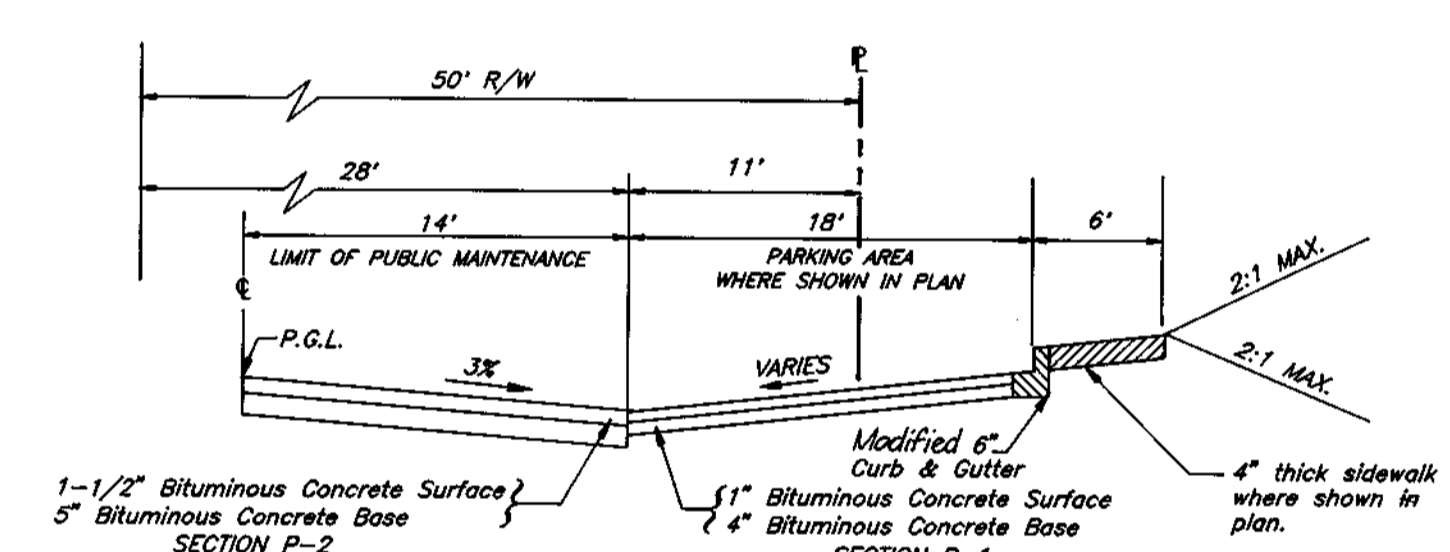 50' R/W
PL
28'
11'
14'
18'
6'
LIMIT OF PUBLIC MAINTENANCE
PARKING AREA
WHERE SHOWN IN PLAN
CL
2:1 MAX.
P.G.L.
3%
VARIES
2:1 MAX.
Modified 6"
Curb & Gutter
1-1/2" Bituminous Concrete Surface
5" Bituminous Concrete Base
SECTION P-2
1" Bituminous Concrete Surface
4" Bituminous Concrete Base
4" thick sidewalk
where shown in
plan.